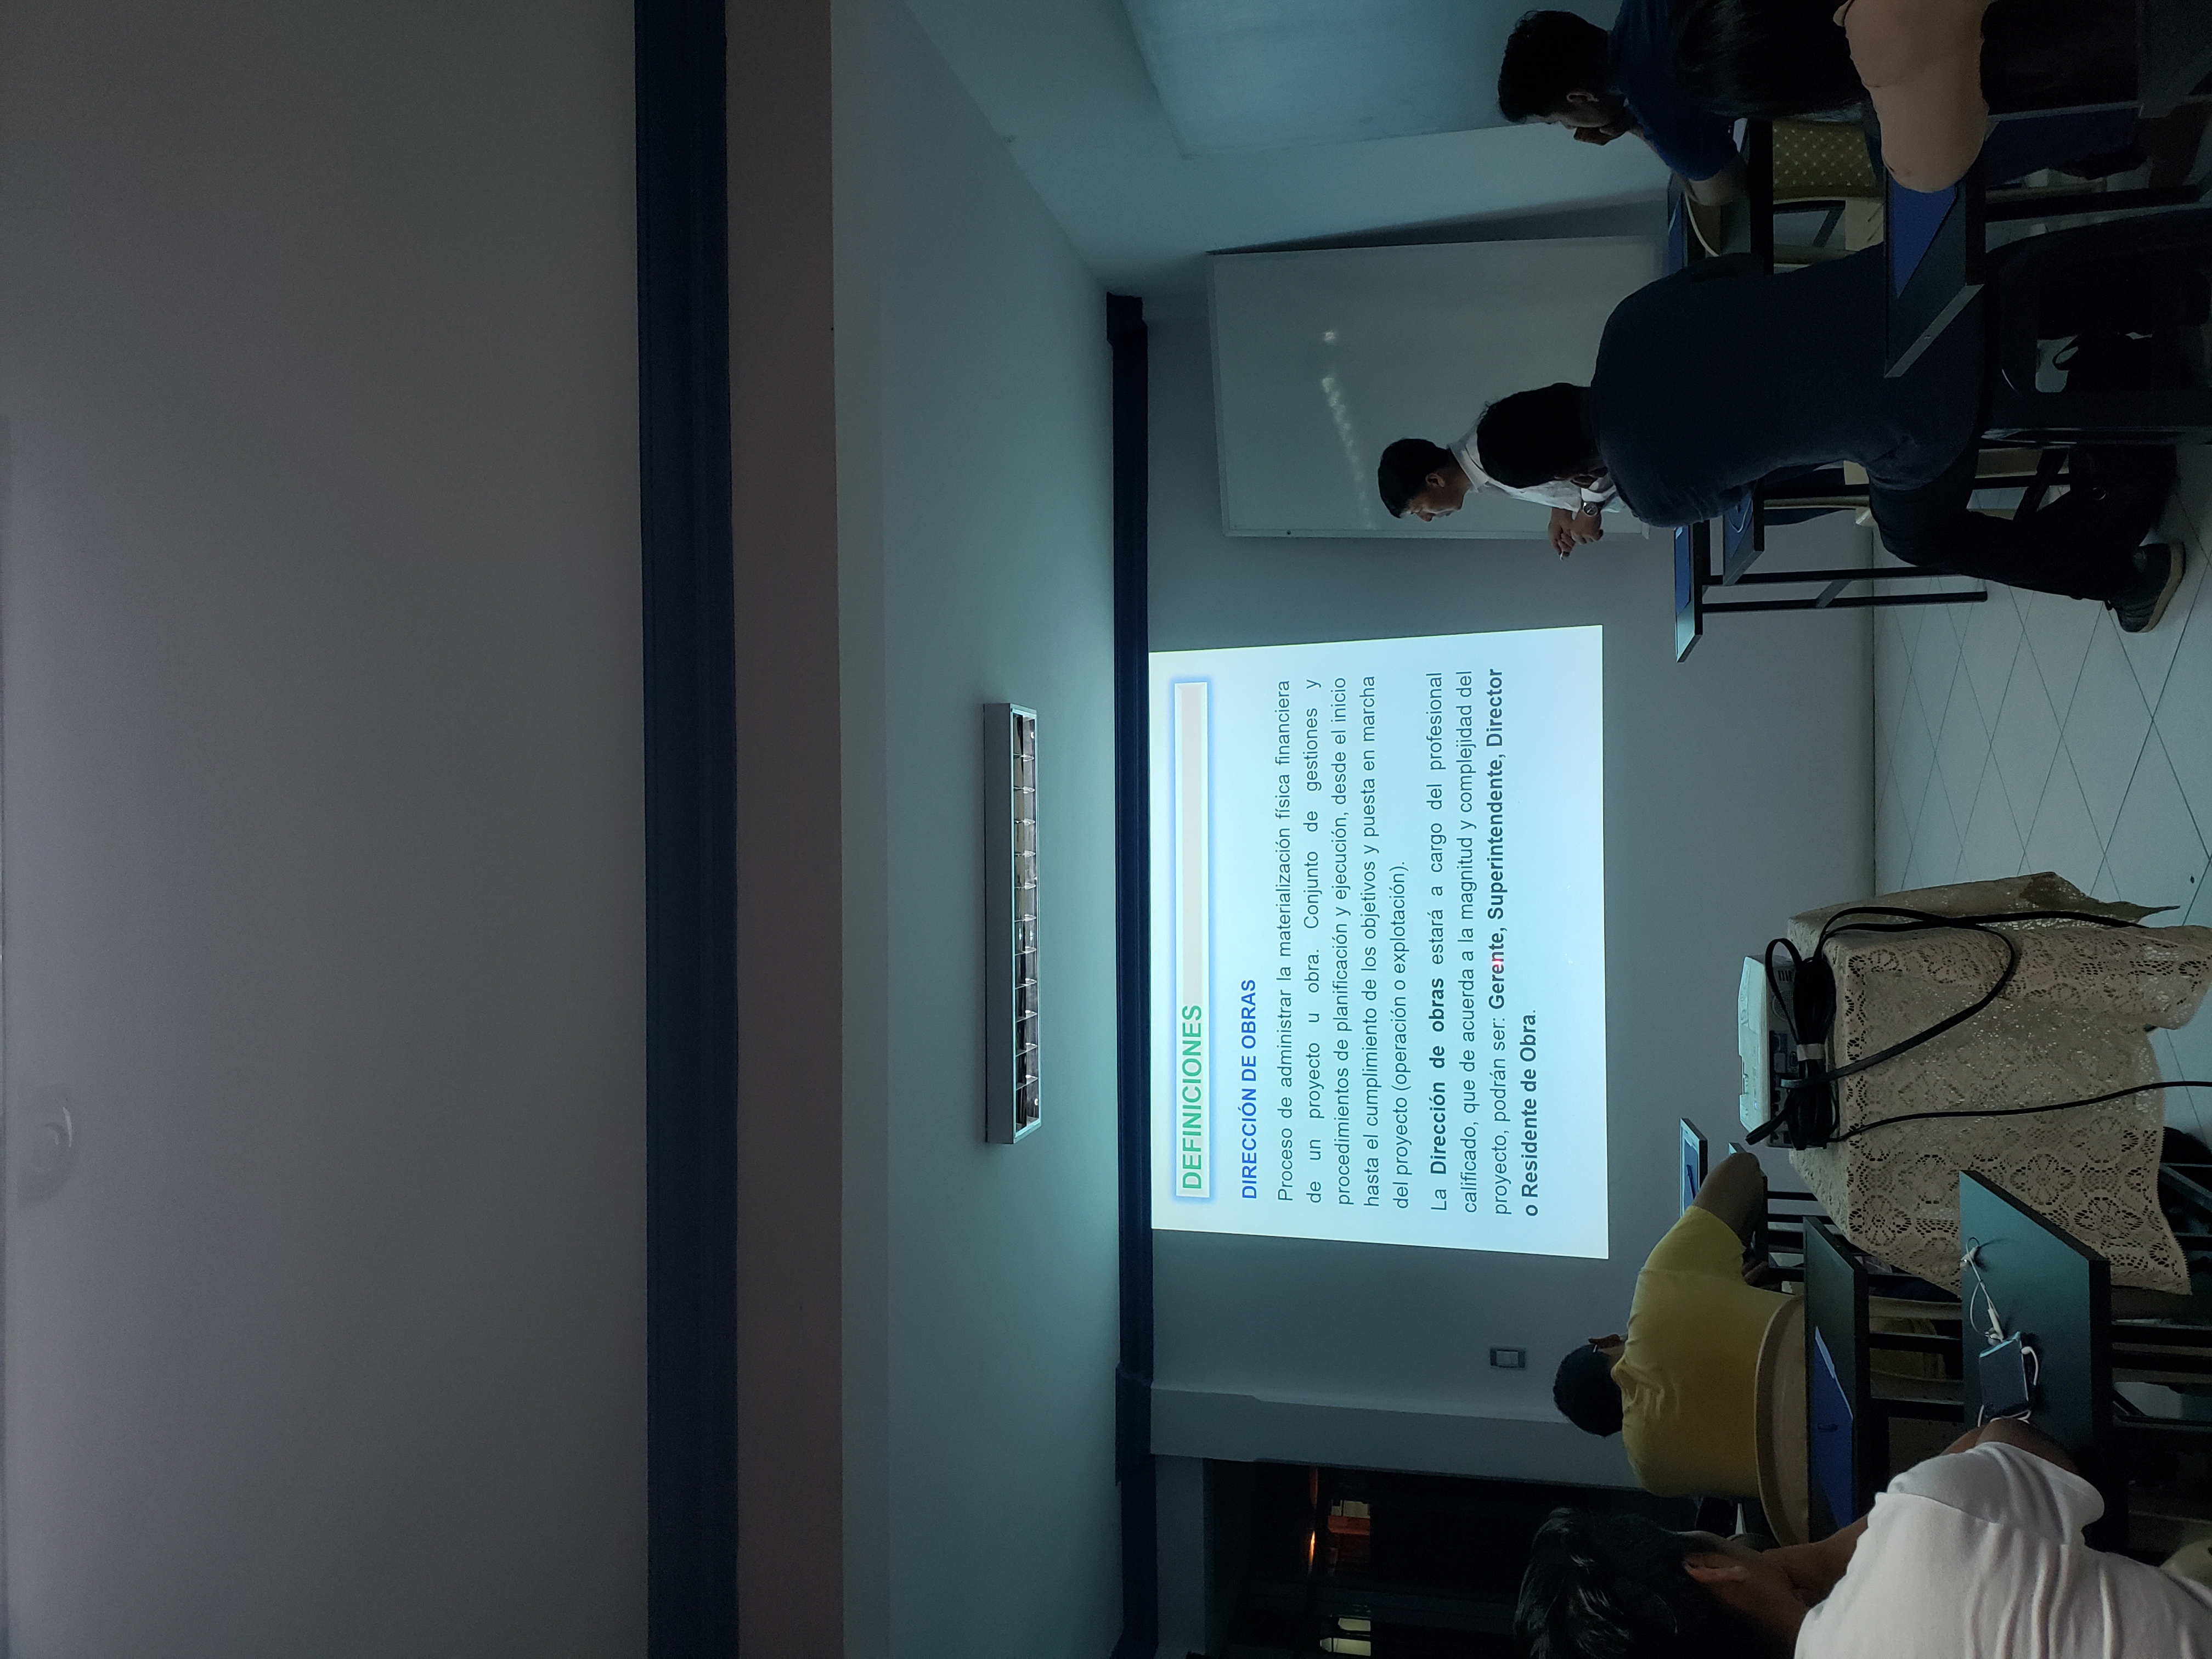 DEFINICIONES
DIRECCIÓN DE OBRAS
Proceso de administrar la materialización física financiera
de un proyecto u obra. Conjunto de gestiones y
procedimientos de planificación y ejecución, desde el inicio
hasta el cumplimiento de los objetivos y puesta en marcha
del proyecto (operación o explotación).
La Dirección de obras estará a cargo del profesional
calificado, que de acuerda a la magnitud y complejidad del
proyecto, podrán ser: Gerente, Superintendente, Director
o Residente de Obra.